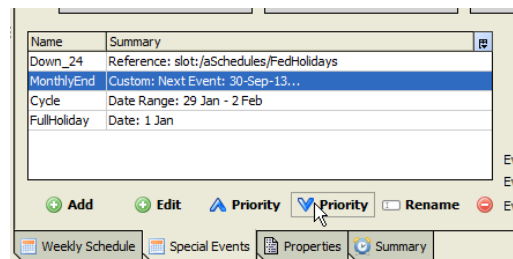 Name Summary
Down_24 Reference: slot:/aSchedules/FedHolidays
MonthlyEnd Custom: Next Event: 30-Sep-13...
Cycle Date Range: 29 Jan - 2 Feb
FullHoliday Date: 1 Jan
Add Edit Priority Priority Rename
Weekly Schedule Special Events Properties Summary